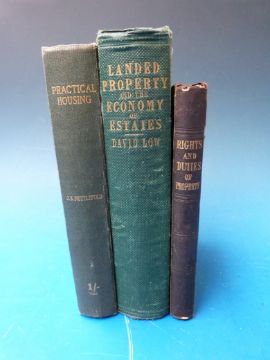 PRACTICAL
HOUSING
J.S. NETTLEFOLD
1/-
LANDED
PROPERTY
AND THE
ECONOMY
OF
ESTATES
DAVID LOW
RIGHTS
AND
DUTIES
OF
PROPERTY